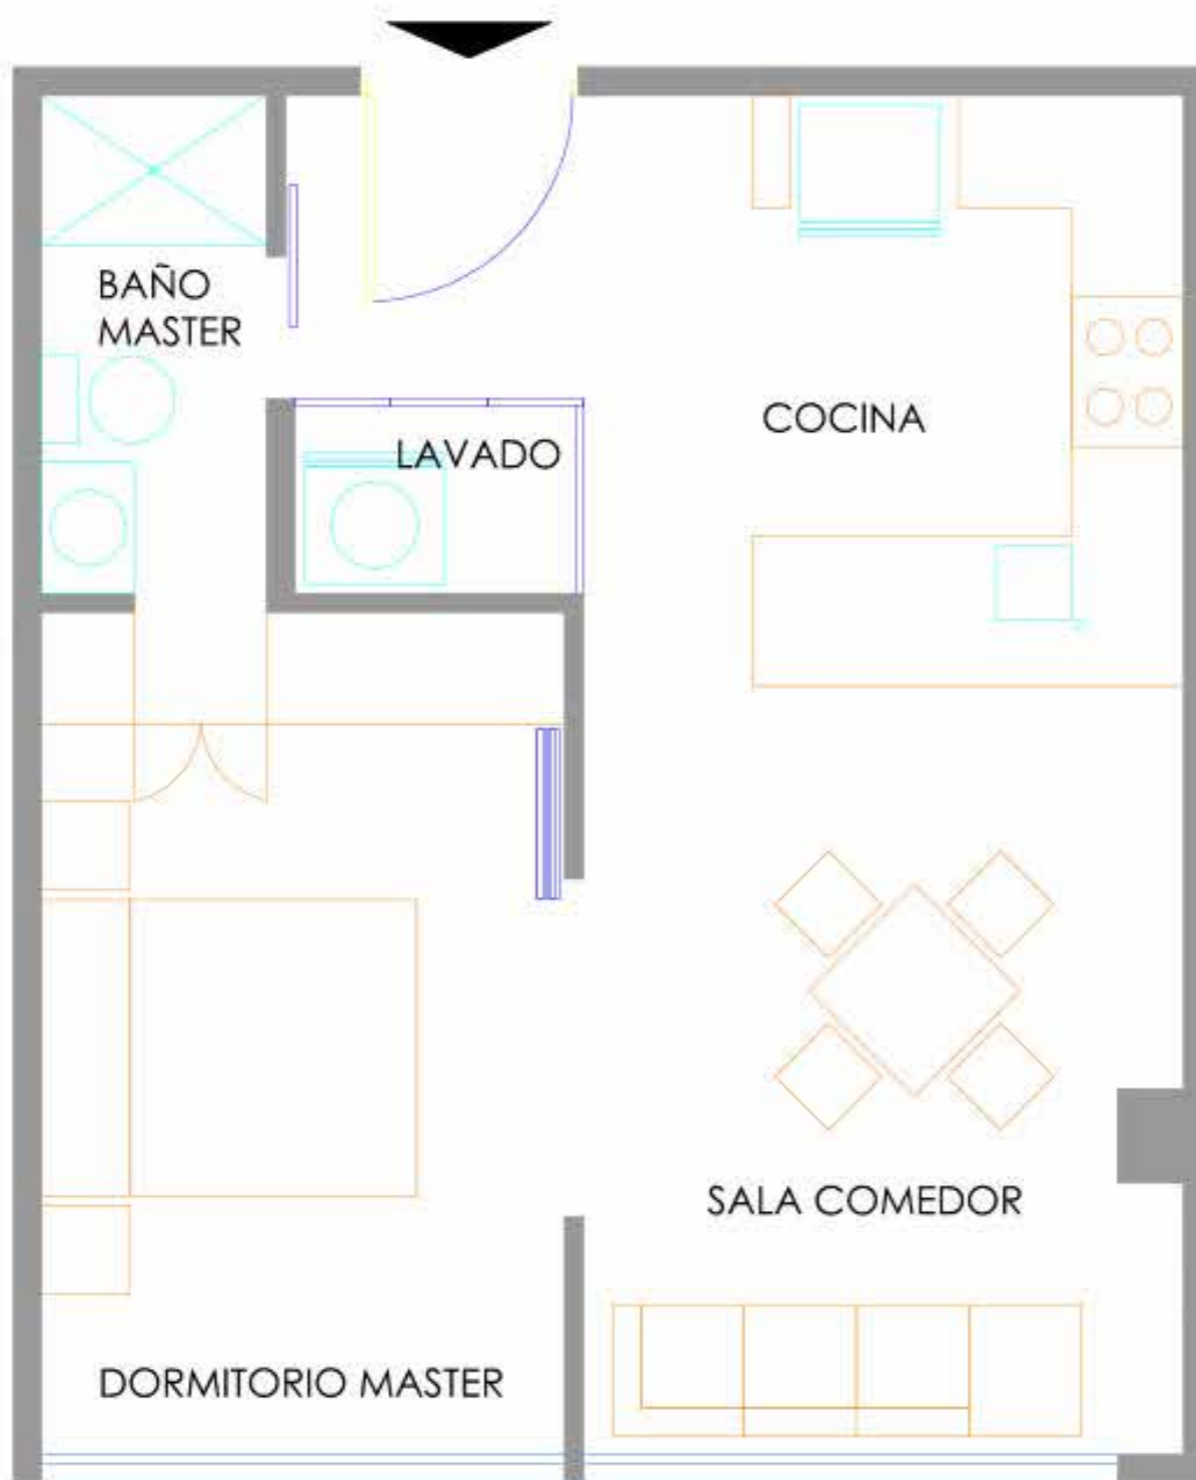 BAÑO
MASTER
LAVADO
COCINA
SALA COMEDOR
DORMITORIO MASTER